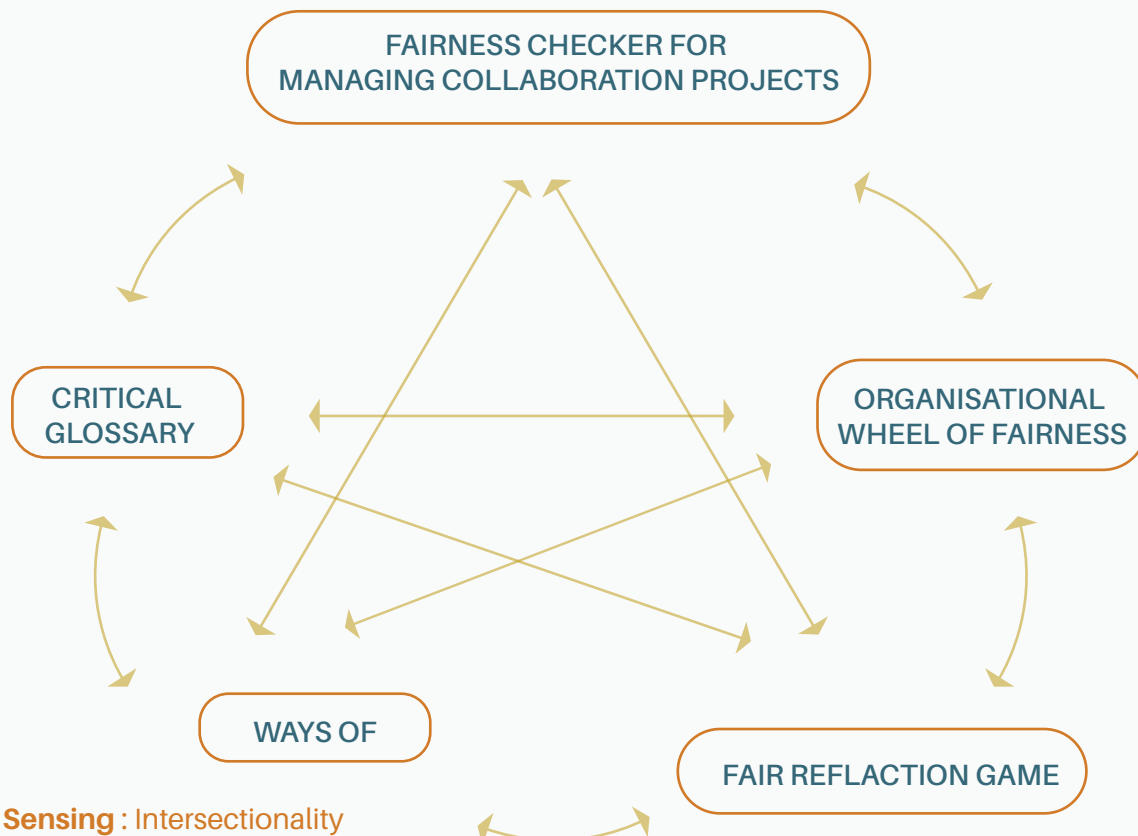 FAIRNESS CHECKER FOR
MANAGING COLLABORATION PROJECTS
CRITICAL
GLOSSARY
ORGANISATIONAL
WHEEL OF FAIRNESS
WAYS OF
FAIR REFLACTION GAME
Sensing : Intersectionality